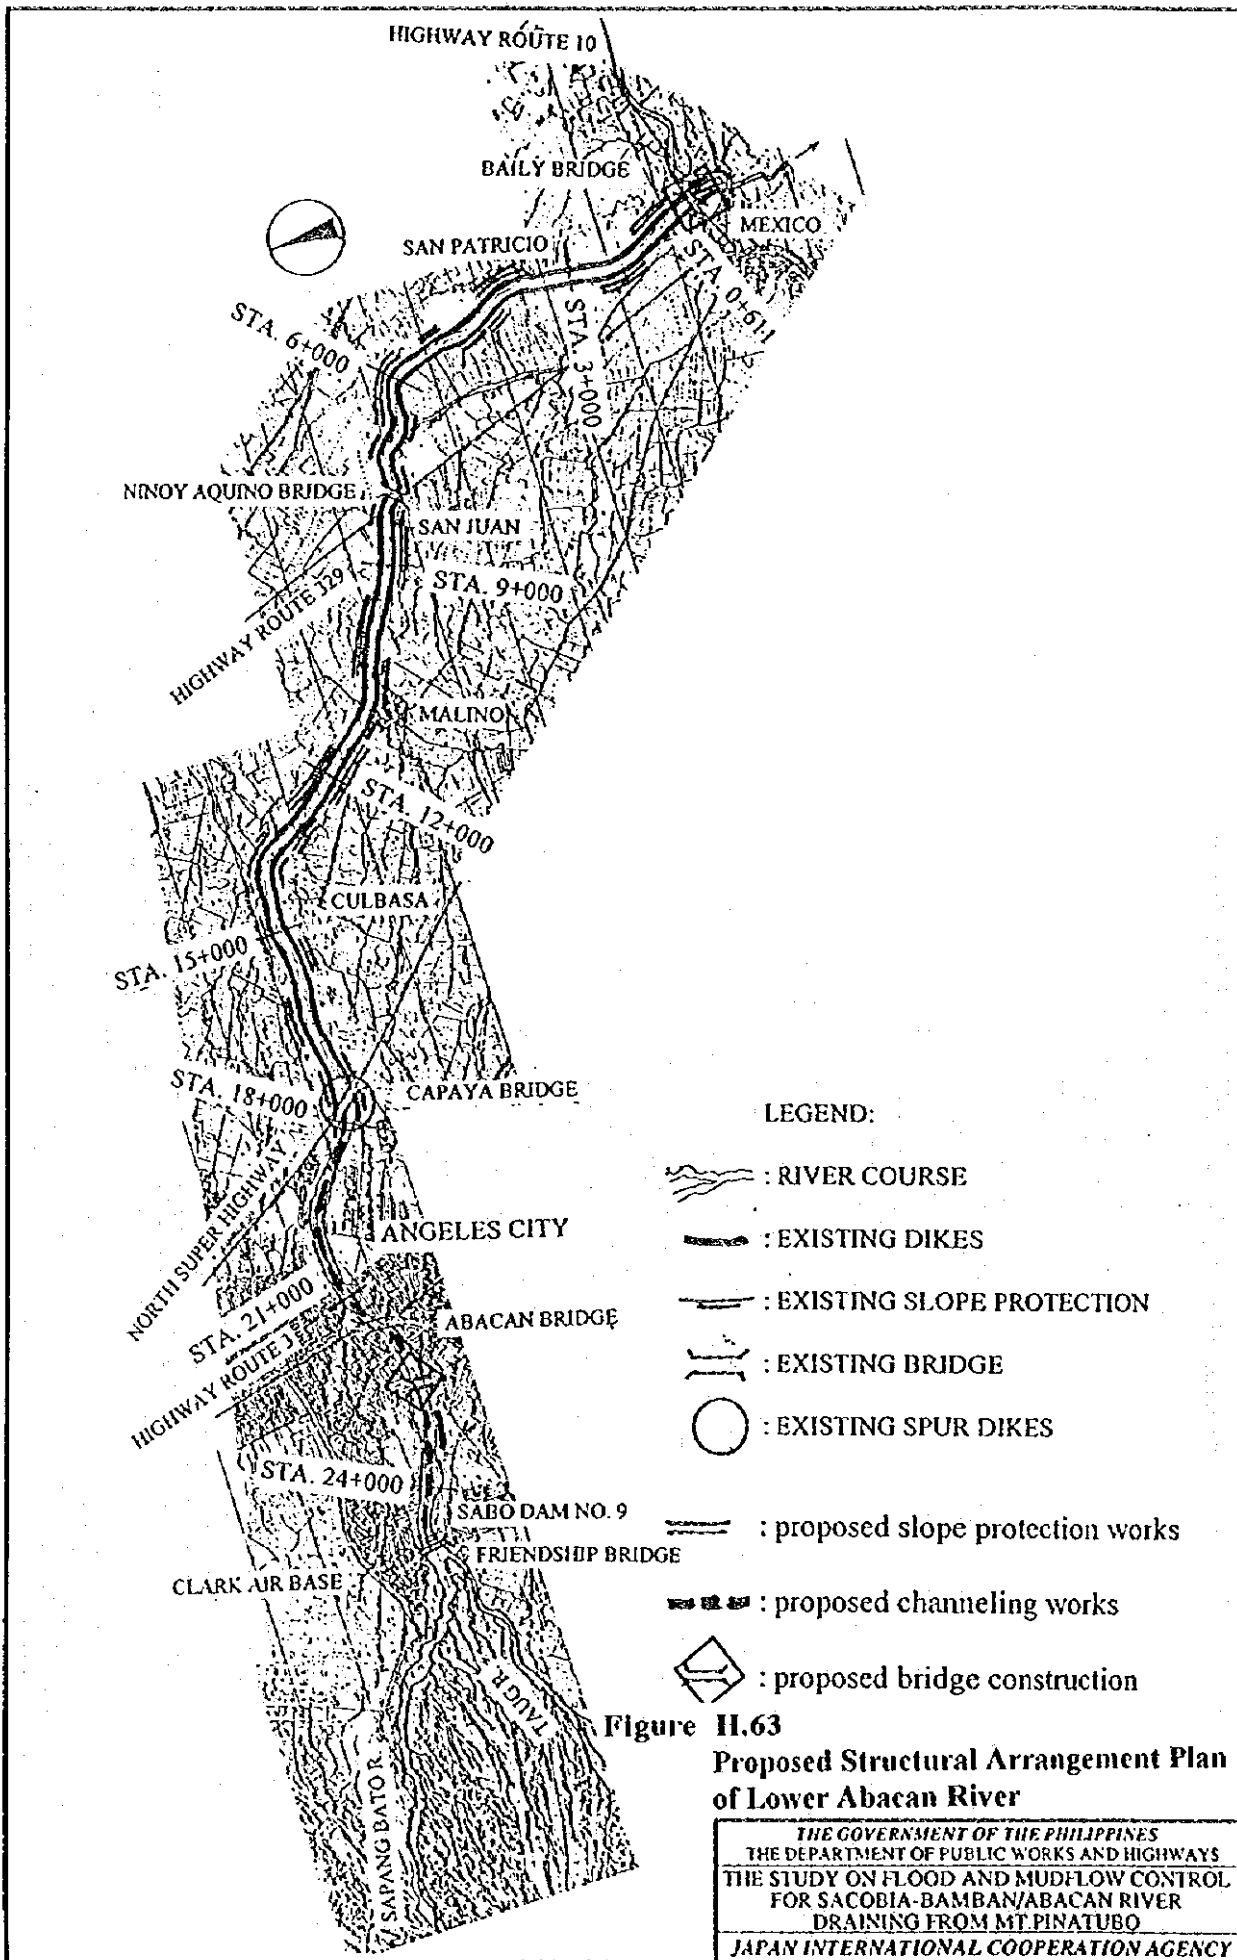 HIGHWAY ROUTE 10
BAILY BRIDGE
MEXICO
SAN PATRICIO
STA. 0+611
STA. 3+000
STA. 6+000
NINOY AQUINO BRIDGE
SAN JUAN
STA. 9+000
HIGHWAY ROUTE 329
MALINO
STA. 12+000
CULBASA
STA. 15+000
STA. 18+000
CAPAYA BRIDGE
NORTH SUPER HIGHWAY
ANGELES CITY
STA. 21+000
ABACAN BRIDGE
HIGHWAY ROUTE 3
STA. 24+000
SABO DAM NO. 9
FRIENDSHIP BRIDGE
CLARK AIR BASE
TAUG R.
SAPANGBATO R.
LEGEND:
: RIVER COURSE
: EXISTING DIKES
: EXISTING SLOPE PROTECTION
: EXISTING BRIDGE
: EXISTING SPUR DIKES
: proposed slope protection works
: proposed channeling works
: proposed bridge construction
Figure II.63
Proposed Structural Arrangement Plan
of Lower Abacan River
THE GOVERNMENT OF THE PHILIPPINES
THE DEPARTMENT OF PUBLIC WORKS AND HIGHWAYS
THE STUDY ON FLOOD AND MUDFLOW CONTROL
FOR SACOBIA-BAMBAN/ABACAN RIVER
DRAINING FROM MT.PINATUBO
JAPAN INTERNATIONAL COOPERATION AGENCY